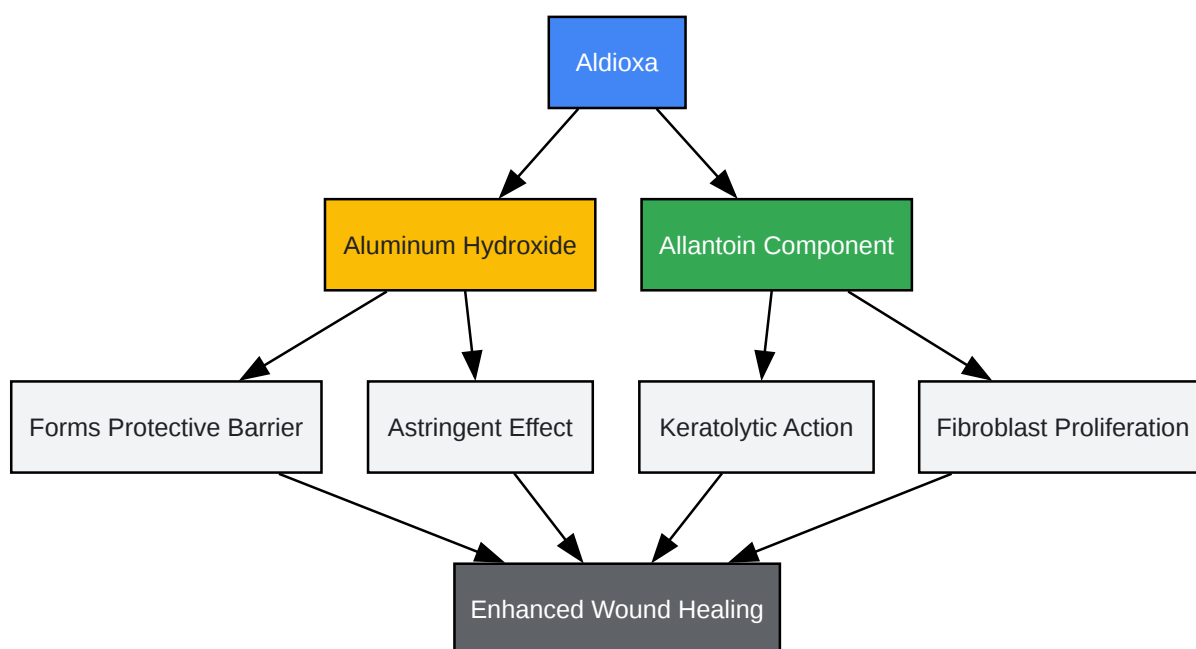 Aldioxa
Aluminum Hydroxide
Allantoin Component
Forms Protective Barrier
Astringent Effect
Keratolytic Action
Fibroblast Proliferation
Enhanced Wound Healing